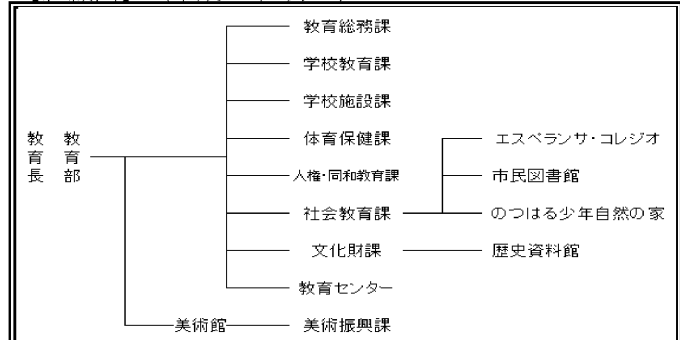 教育総務課
学校教育課
学校施設課
教育長 教育部 体育保健課 エスペランサ・コレジオ
人権・同和教育課 市民図書館
社会教育課 のつはる少年自然の家
文化財課 歴史資料館
教育センター
美術館 美術振興課